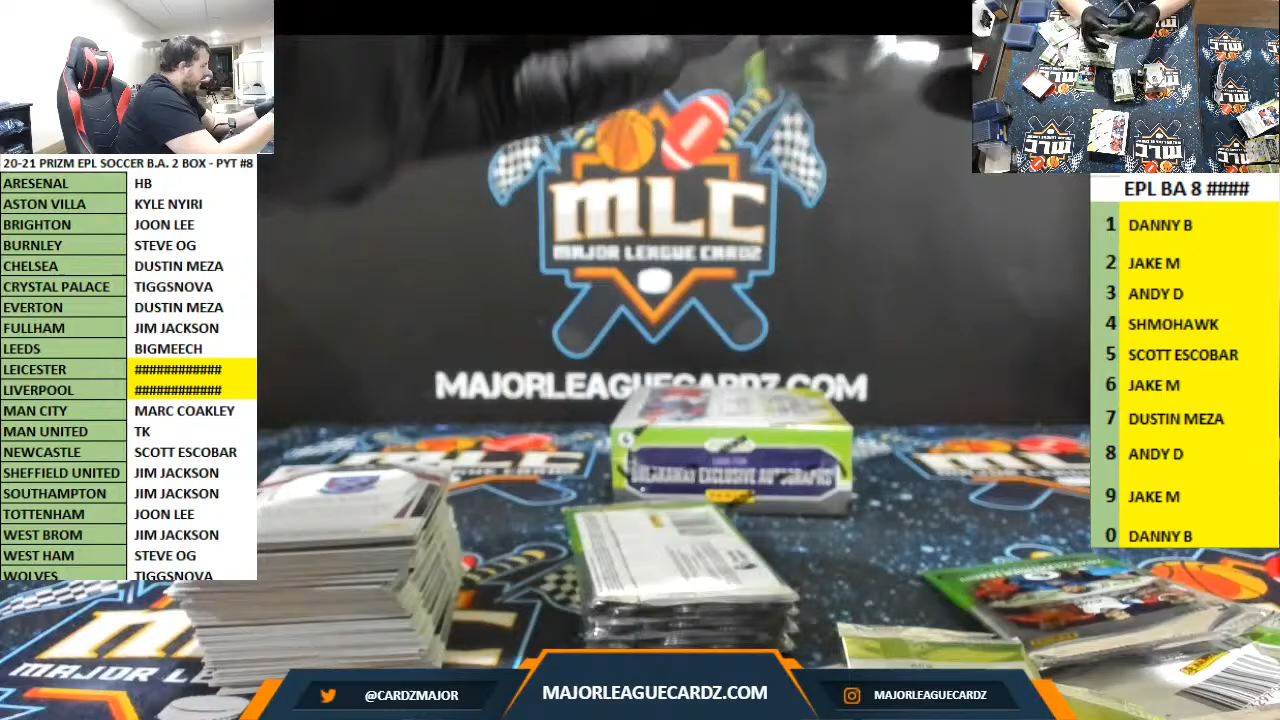 20-21 PRIZM EPL SOCCER B.A. 2 BOX - PYT #8
ARESENAL HB
ASTON VILLA KYLE NYIRI
BRIGHTON JOON LEE
BURNLEY STEVE OG
CHELSEA DUSTIN MEZA
CRYSTAL PALACE TIGGSNOVA
EVERTON DUSTIN MEZA
FULLHAM JIM JACKSON
LEEDS BIGMEECH
LEICESTER ############
LIVERPOOL ############
MAN CITY MARC COAKLEY
MAN UNITED TK
NEWCASTLE SCOTT ESCOBAR
SHEFFIELD UNITED JIM JACKSON
SOUTHAMPTON JIM JACKSON
TOTTENHAM JOON LEE
WEST BROM JIM JACKSON
WEST HAM STEVE OG
WOLVES TIGGSNOVA
MLC
MAJOR LEAGUE CARDZ
MAJORLEAGUECARDZ.COM
BREAKAWAY EXCLUSIVE AUTOGRAPHS
PANINI
EPL BA 8 ####
1 DANNY B
2 JAKE M
3 ANDY D
4 SHMOHAWK
5 SCOTT ESCOBAR
6 JAKE M
7 DUSTIN MEZA
8 ANDY D
9 JAKE M
0 DANNY B
MAJOR L
@CARDZMAJOR
MAJORLEAGUECARDZ.COM
MAJORLEAGUECARDZ